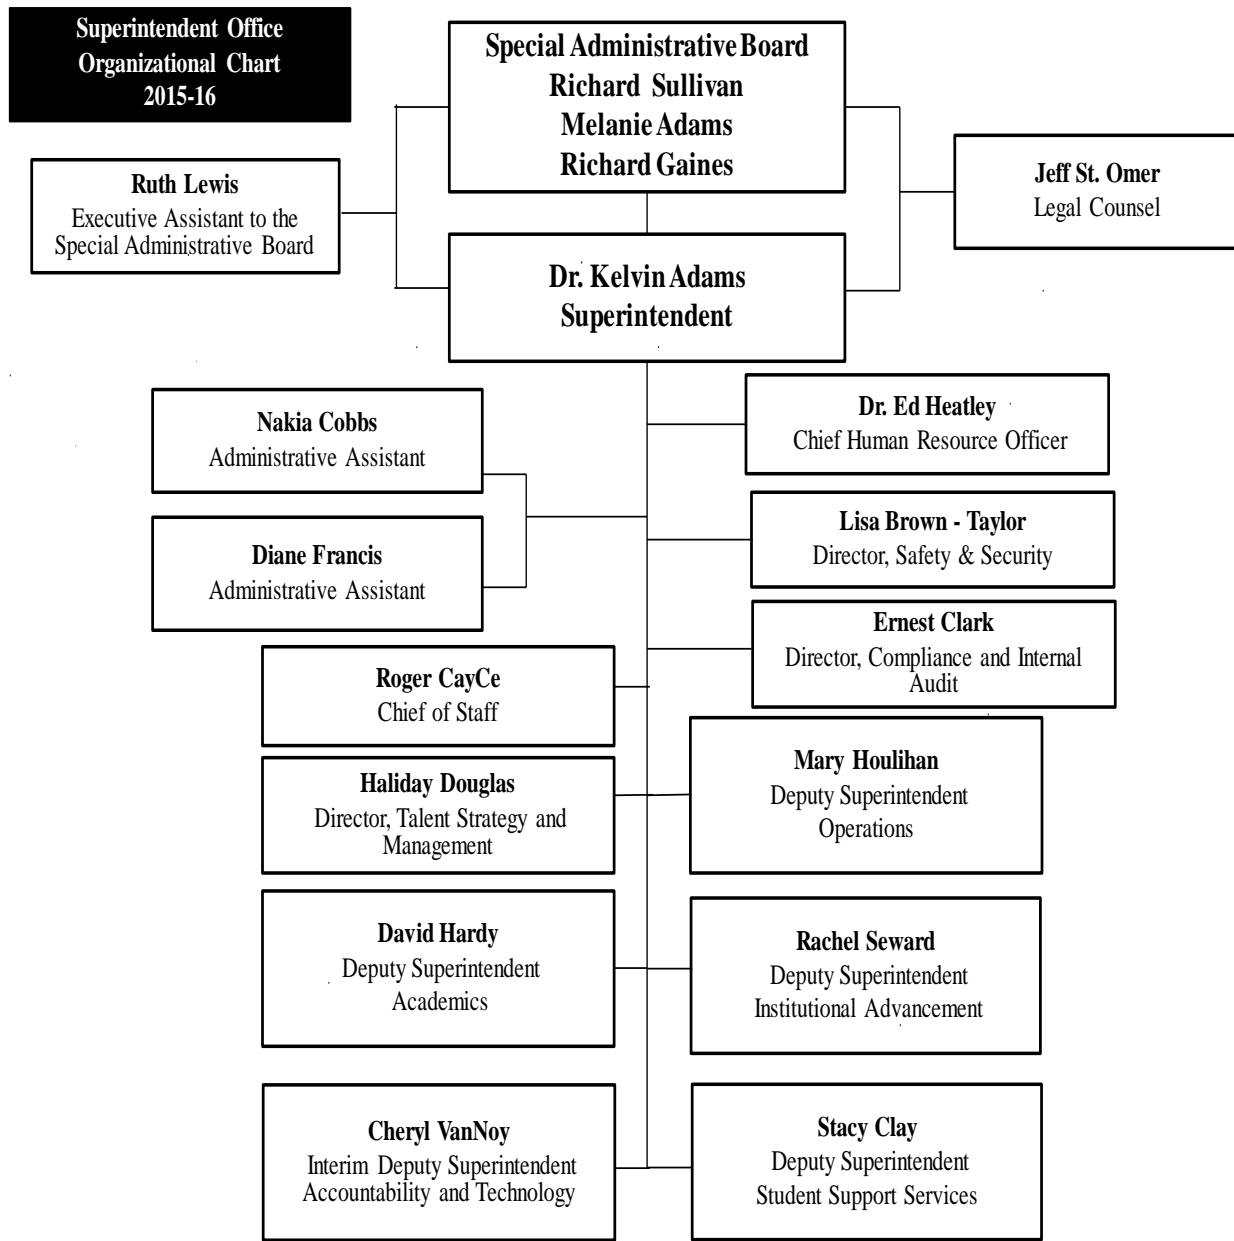 Superintendent Office
Organizational Chart
2015-16
Special Administrative Board
Richard Sullivan
Melanie Adams
Richard Gaines
Ruth Lewis
Executive Assistant to the
Special Administrative Board
Jeff St. Omer
Legal Counsel
Dr. Kelvin Adams
Superintendent
Nakia Cobbs
Administrative Assistant
Dr. Ed Heatley
Chief Human Resource Officer
Diane Francis
Administrative Assistant
Lisa Brown - Taylor
Director, Safety & Security
Ernest Clark
Director, Compliance and Internal
Audit
Roger CayCe
Chief of Staff
Haliday Douglas
Director, Talent Strategy and
Management
Mary Houlihan
Deputy Superintendent
Operations
David Hardy
Deputy Superintendent
Academics
Rachel Seward
Deputy Superintendent
Institutional Advancement
Cheryl VanNoy
Interim Deputy Superintendent
Accountability and Technology
Stacy Clay
Deputy Superintendent
Student Support Services